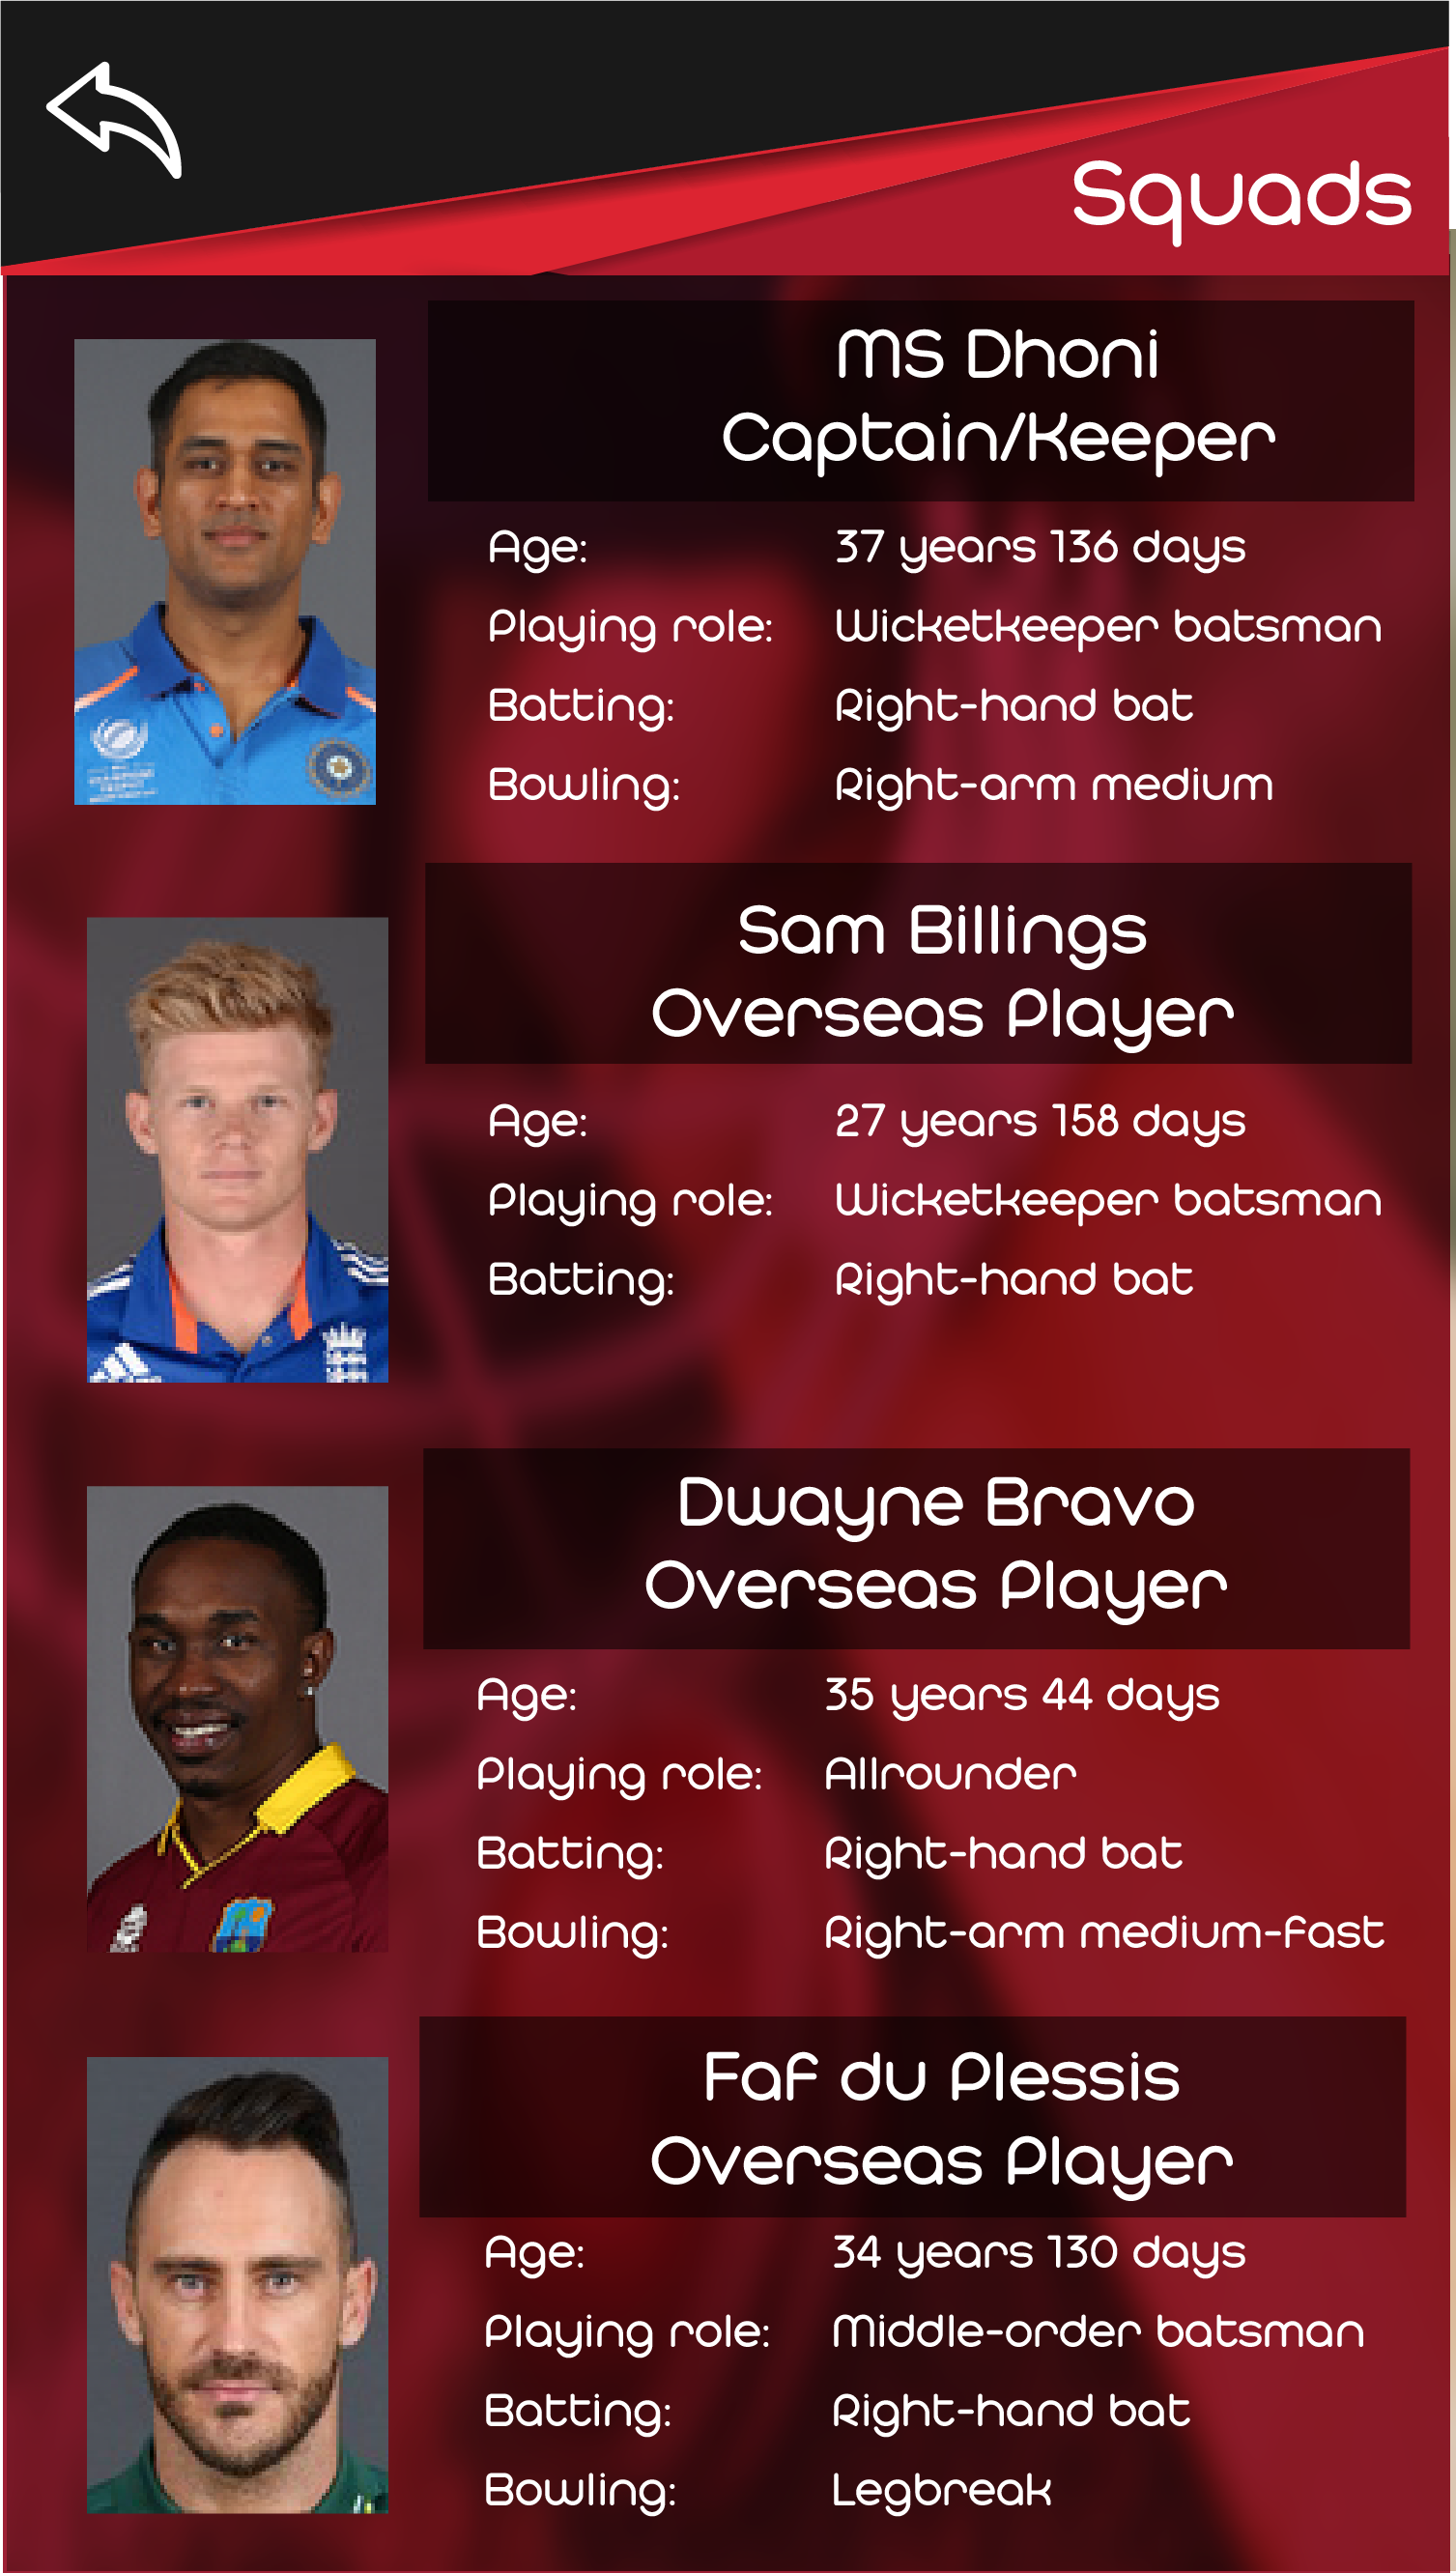 Squads
MS Dhoni
Captain/Keeper
Age: 37 years 136 days
Playing role: Wicketkeeper batsman
Batting: Right-hand bat
Bowling: Right-arm medium
Sam Billings
Overseas Player
Age: 27 years 158 days
Playing role: Wicketkeeper batsman
Batting: Right-hand bat
Dwayne Bravo
Overseas Player
Age: 35 years 44 days
Playing role: Allrounder
Batting: Right-hand bat
Bowling: Right-arm medium-fast
Faf du Plessis
Overseas Player
Age: 34 years 130 days
Playing role: Middle-order batsman
Batting: Right-hand bat
Bowling: Legbreak